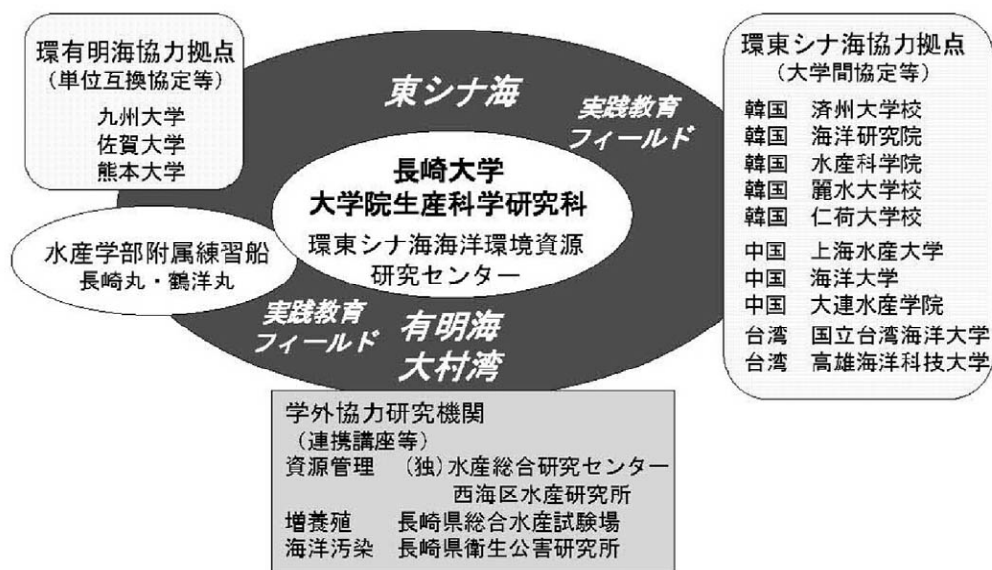 環有明海協力拠点
（単位互換協定等）
九州大学
佐賀大学
熊本大学
東シナ海
実践教育
フィールド
長崎大学
大学院生産科学研究科
環東シナ海海洋環境資源
研究センター
水産学部附属練習船
長崎丸・鶴洋丸
実践教育
フィールド
有明海
大村湾
環東シナ海協力拠点
（大学間協定等）
韓国 済州大学校
韓国 海洋研究院
韓国 水産科学院
韓国 麗水大学校
韓国 仁荷大学校
中国 上海水産大学
中国 海洋大学
中国 大連水産学院
台湾 国立台湾海洋大学
台湾 高雄海洋科技大学
学外協力研究機関
（連携講座等）
資源管理 （独）水産総合研究センター
西海区水産研究所
増養殖 長崎県総合水産試験場
海洋汚染 長崎県衛生公害研究所